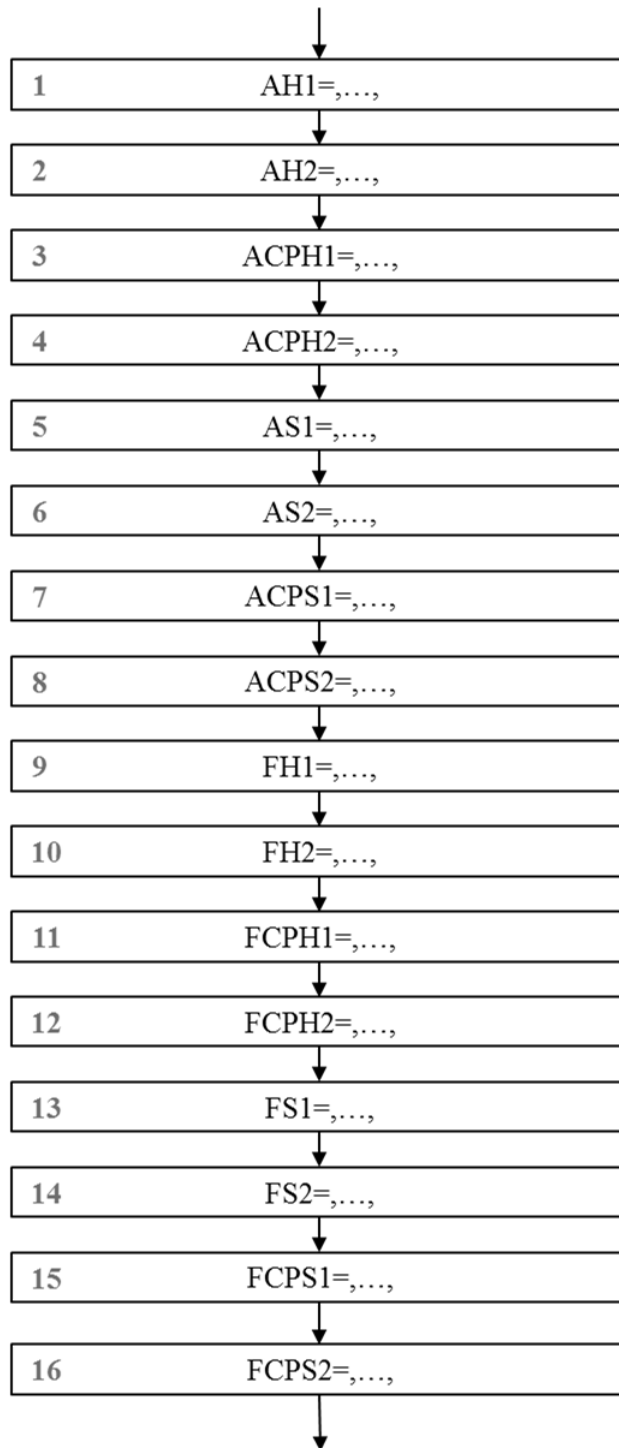 1 AH1=,…,
2 AH2=,…,
3 ACPH1=,…,
4 ACPH2=,…,
5 AS1=,…,
6 AS2=,…,
7 ACPS1=,…,
8 ACPS2=,…,
9 FH1=,…,
10 FH2=,…,
11 FCPH1=,…,
12 FCPH2=,…,
13 FS1=,…,
14 FS2=,…,
15 FCPS1=,…,
16 FCPS2=,…,